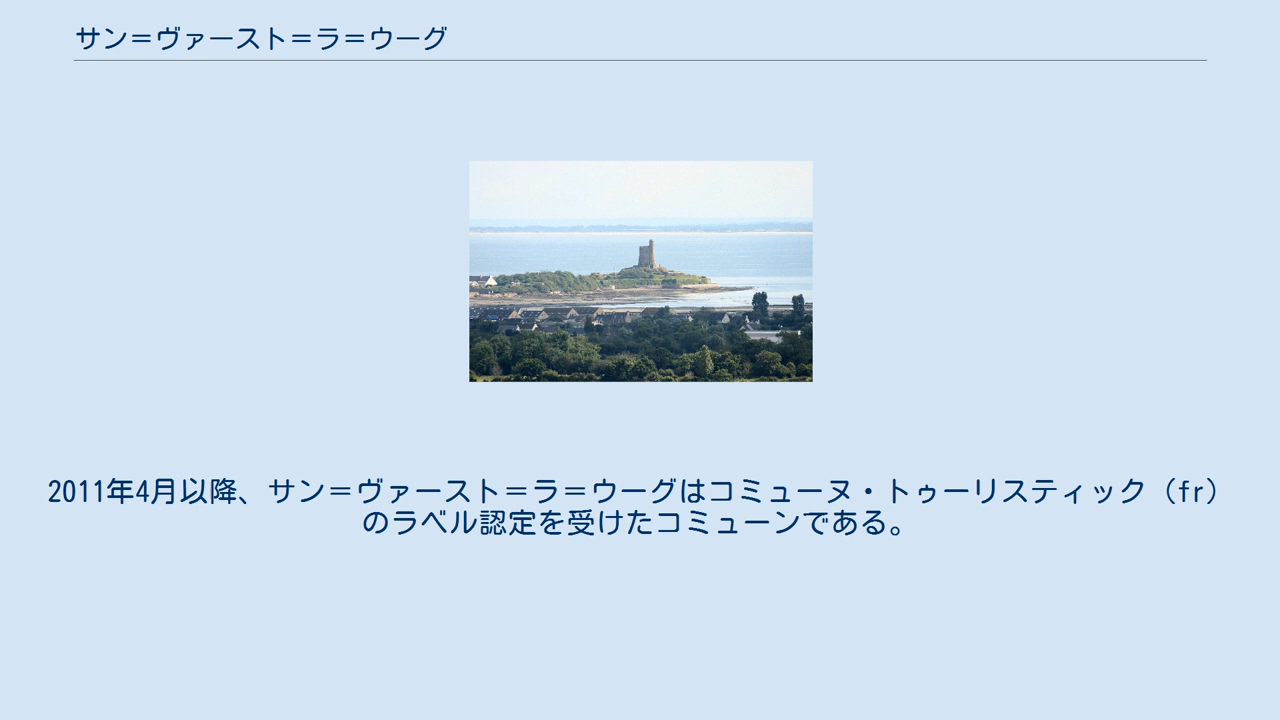 サン＝ヴァースト＝ラ＝ウーグ
2011年4月以降、サン＝ヴァースト＝ラ＝ウーグはコミューヌ・トゥーリスティック（fr）
のラベル認定を受けたコミューンである。